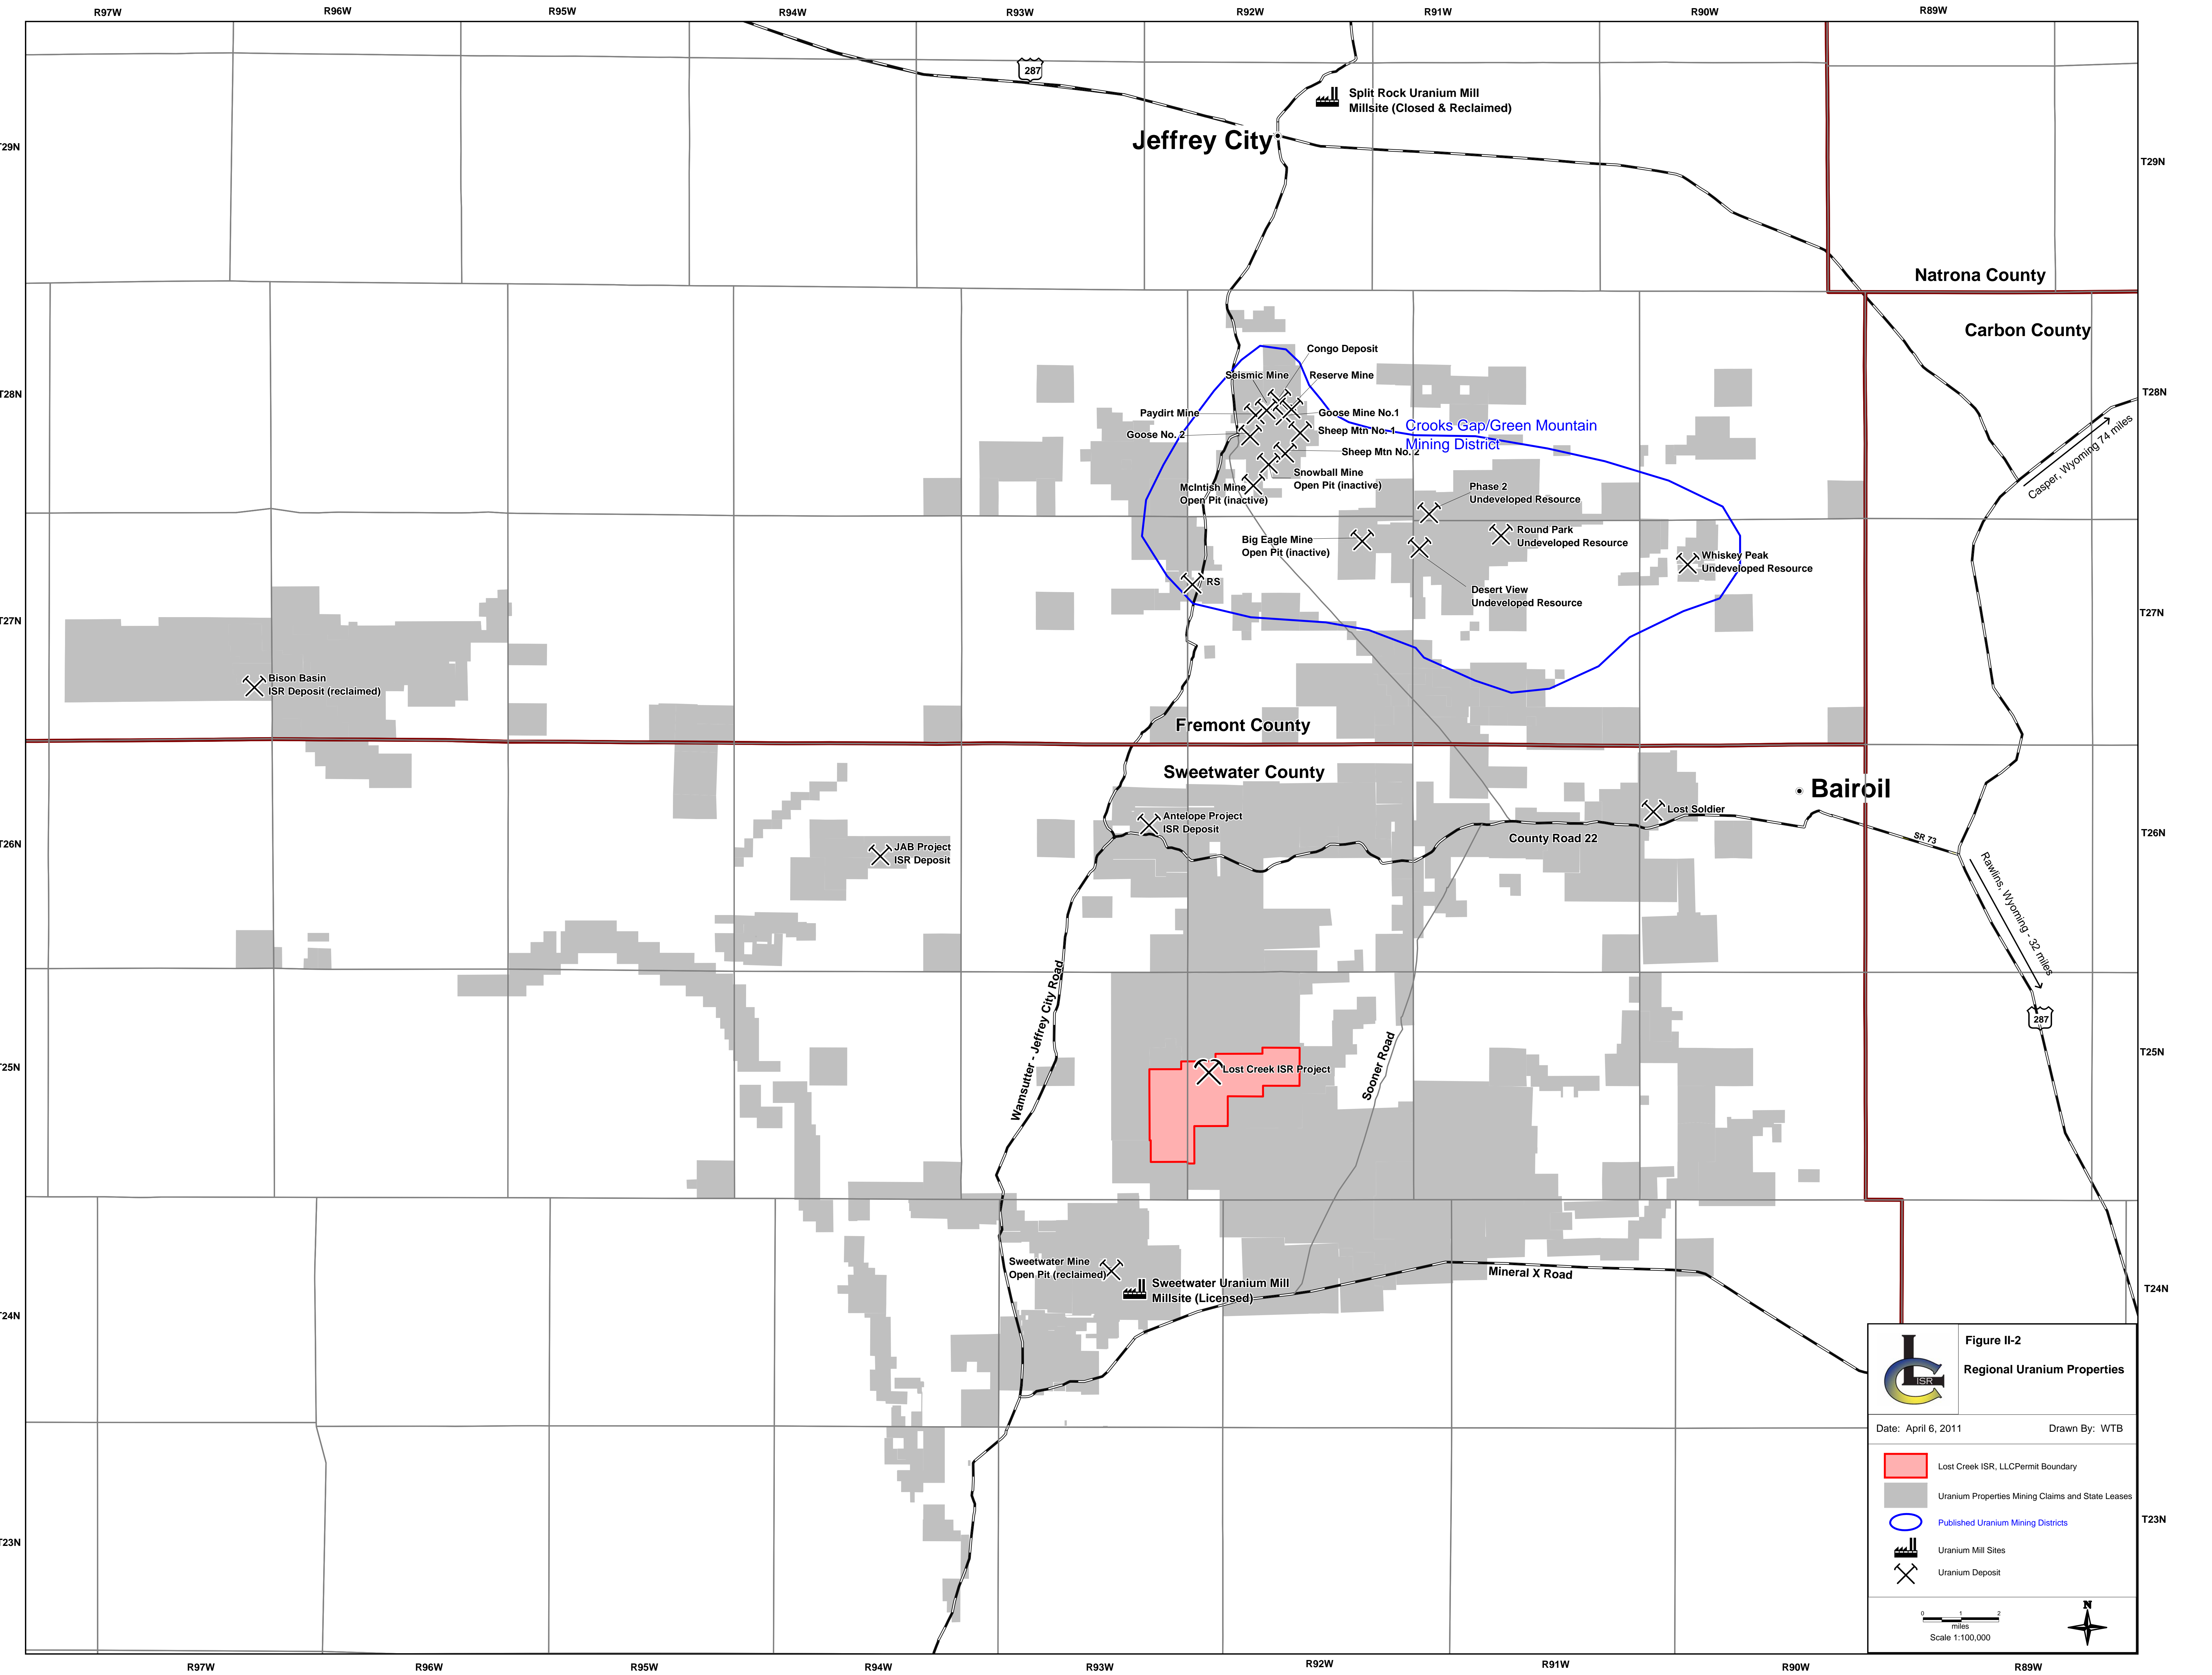 R97W
R96W
R95W
R94W
R93W
R92W
R91W
R90W
R89W
287
Split Rock Uranium Mill
Millsite (Closed & Reclaimed)
Jeffrey City
T29N
T29N
Natrona County
Carbon County
Congo Deposit
Seismic Mine
Reserve Mine
T28N
T28N
Paydirt Mine
Goose Mine No.1
Goose No. 2
Sheep Mtn No. 1
Crooks Gap/Green Mountain
Mining District
Sheep Mtn No. 2
Casper, Wyoming 74 miles
Snowball Mine
Open Pit (inactive)
McIntish Mine
Open Pit (inactive)
Phase 2
Undeveloped Resource
Big Eagle Mine
Open Pit (inactive)
Round Park
Undeveloped Resource
Whiskey Peak
Undeveloped Resource
RS
Desert View
Undeveloped Resource
T27N
T27N
Bison Basin
ISR Deposit (reclaimed)
Fremont County
Sweetwater County
Bairoil
Antelope Project
ISR Deposit
Lost Soldier
County Road 22
SR 73
T26N
T26N
JAB Project
ISR Deposit
Rawlins, Wyoming - 32 miles
Wamsutter - Jeffrey City Road
287
Sooner Road
T25N
T25N
Lost Creek ISR Project
Sweetwater Mine
Open Pit (reclaimed)
Sweetwater Uranium Mill
Millsite (Licensed)
Mineral X Road
T24N
T24N
LC
ISR
Figure II-2
Regional Uranium Properties
Date: April 6, 2011
Drawn By: WTB
Lost Creek ISR, LLCPermit Boundary
Uranium Properties Mining Claims and State Leases
Published Uranium Mining Districts
Uranium Mill Sites
Uranium Deposit
T23N
T23N
0 1 2
miles
Scale 1:100,000
N
R97W
R96W
R95W
R94W
R93W
R92W
R91W
R90W
R89W